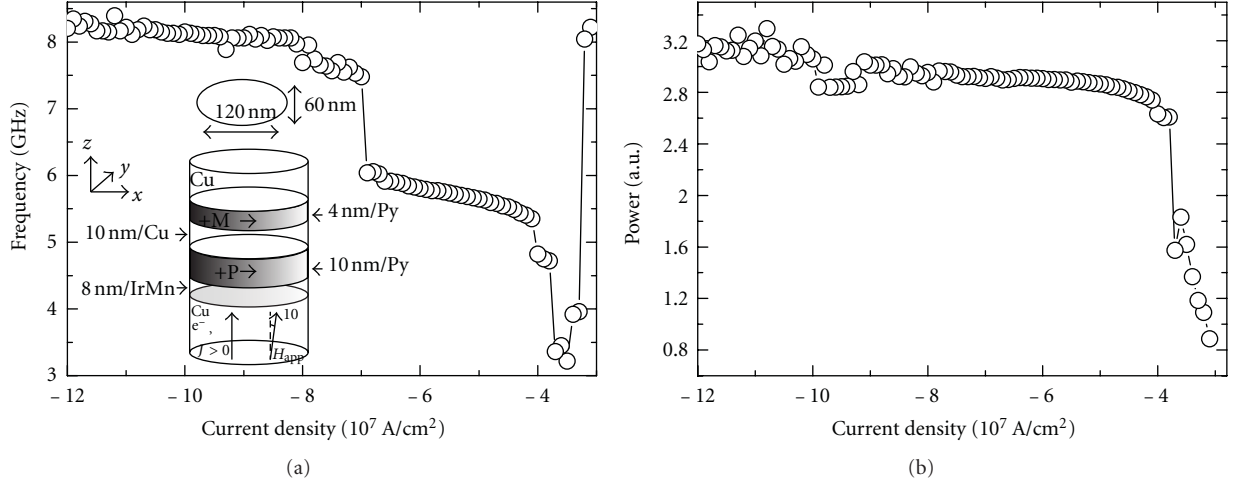 8
7
6
5
4
3
Frequency (GHz)
120 nm
60 nm
z
y
x
Cu
+M
4 nm/Py
10 nm/Cu
+P
10 nm/Py
8 nm/IrMn
Cu
10
e⁻,
J > 0
H_app
− 12
− 10
− 8
− 6
− 4
Current density (10⁷ A/cm²)
(a)
3.2
2.8
2.4
2
1.6
1.2
0.8
Power (a.u.)
− 12
− 10
− 8
− 6
− 4
Current density (10⁷ A/cm²)
(b)